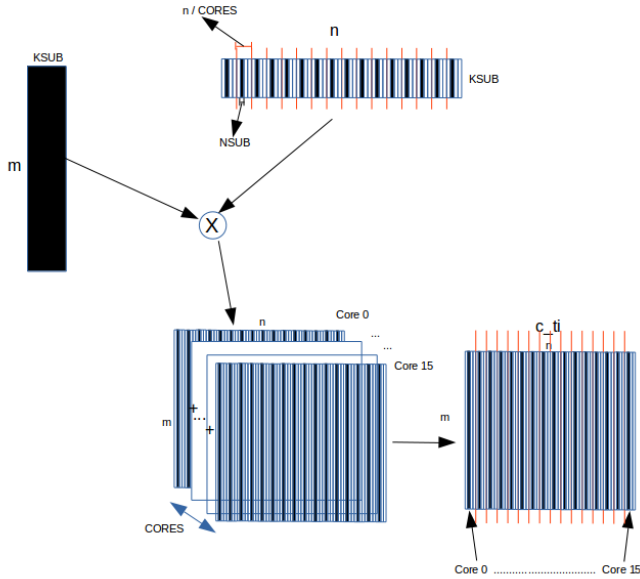 n / CORES
n
KSUB
KSUB
NSUB
m
X
Core 0
n
...
...
Core 15
c_ti
n
m
+
...
+
m
CORES
Core 0 ............................... Core 15